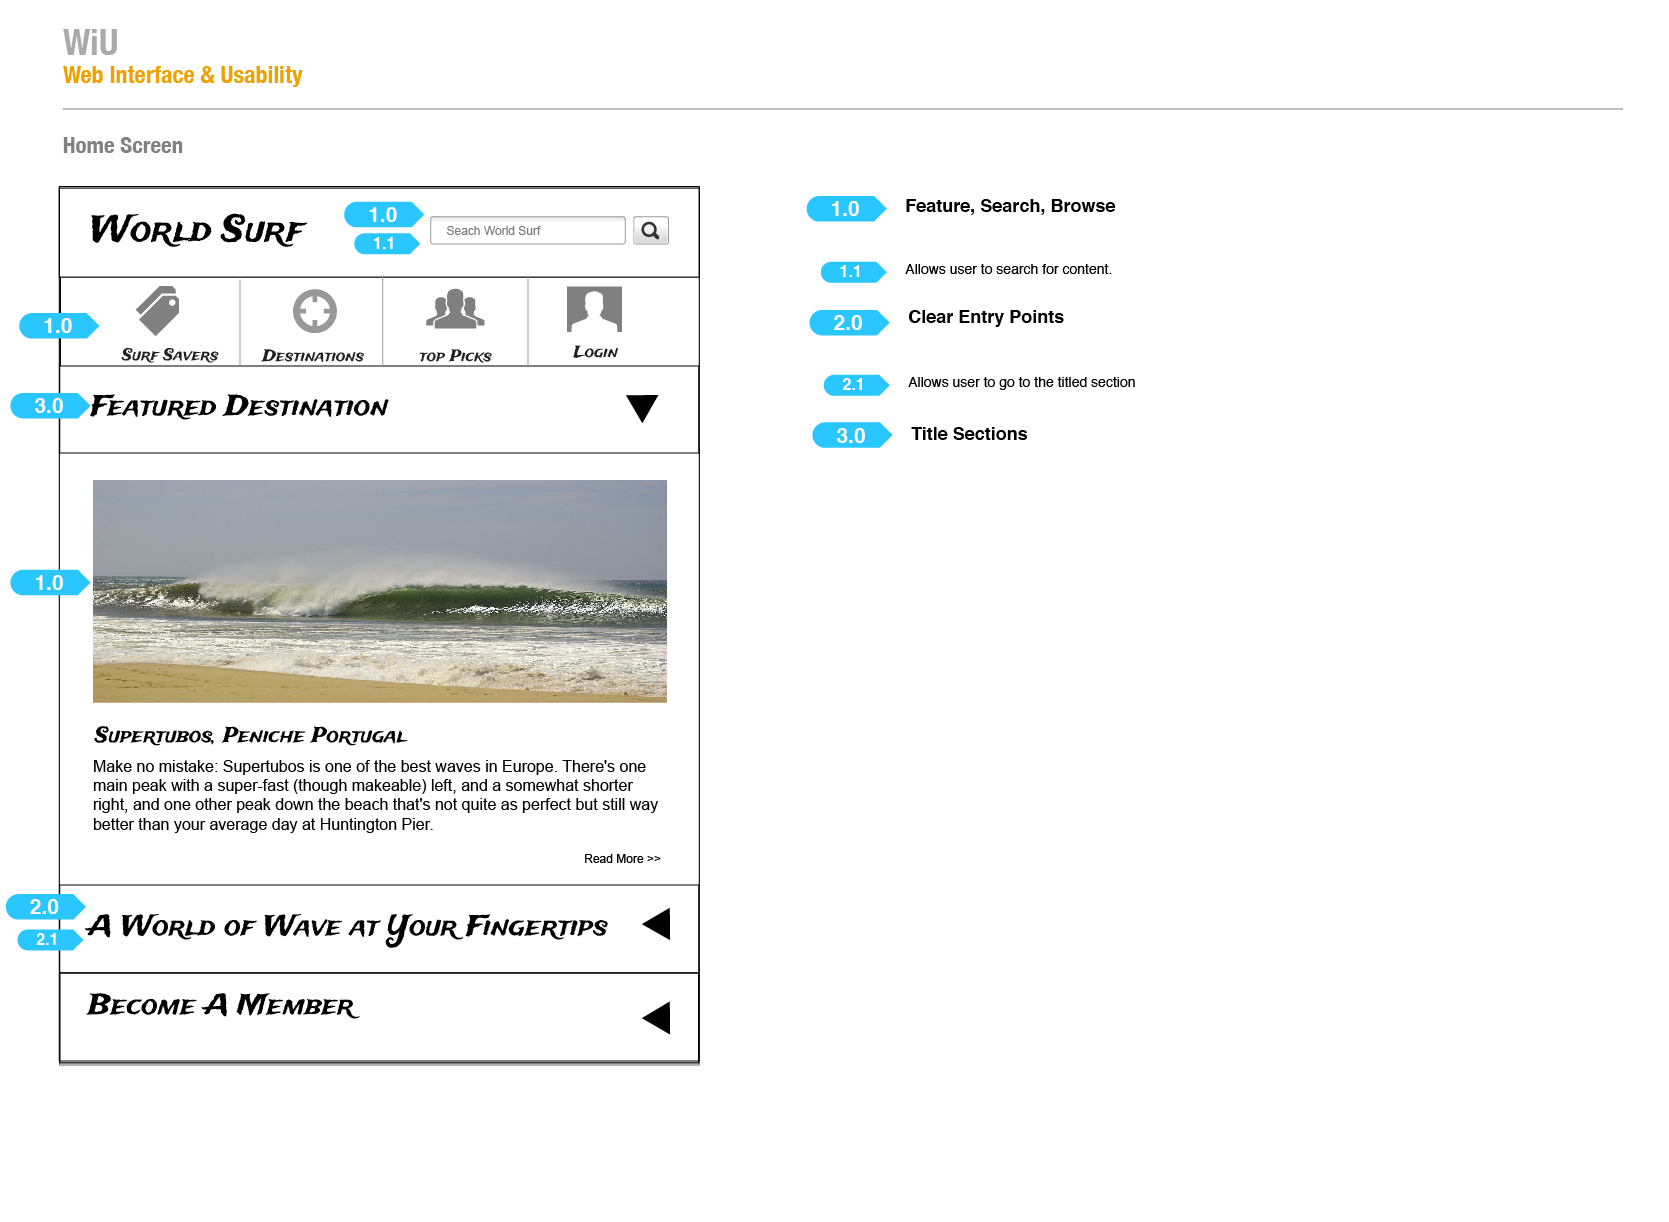 WiU
Web Interface & Usability
Home Screen
World Surf
1.0
1.1
Seach World Surf
1.0
Surf Savers
Destinations
top Picks
Login
3.0
Featured Destination
1.0
Supertubos, Peniche Portugal
Make no mistake: Supertubos is one of the best waves in Europe. There's one
main peak with a super-fast (though makeable) left, and a somewhat shorter
right, and one other peak down the beach that's not quite as perfect but still way
better than your average day at Huntington Pier.
Read More >>
2.0
2.1
A World of Wave at Your Fingertips
Become A Member
1.0 Feature, Search, Browse
1.1 Allows user to search for content.
2.0 Clear Entry Points
2.1 Allows user to go to the titled section
3.0 Title Sections